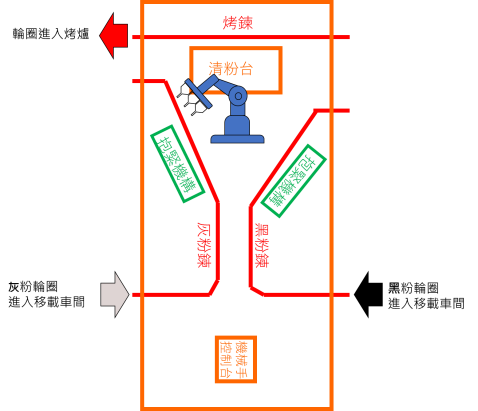 烤鍊
輪圈進入烤爐
清粉台
抱緊機構
抱緊機構
灰粉鍊
黑粉鍊
灰粉輪圈
進入移載車間
黑粉輪圈
進入移載車間
機械手
控制台